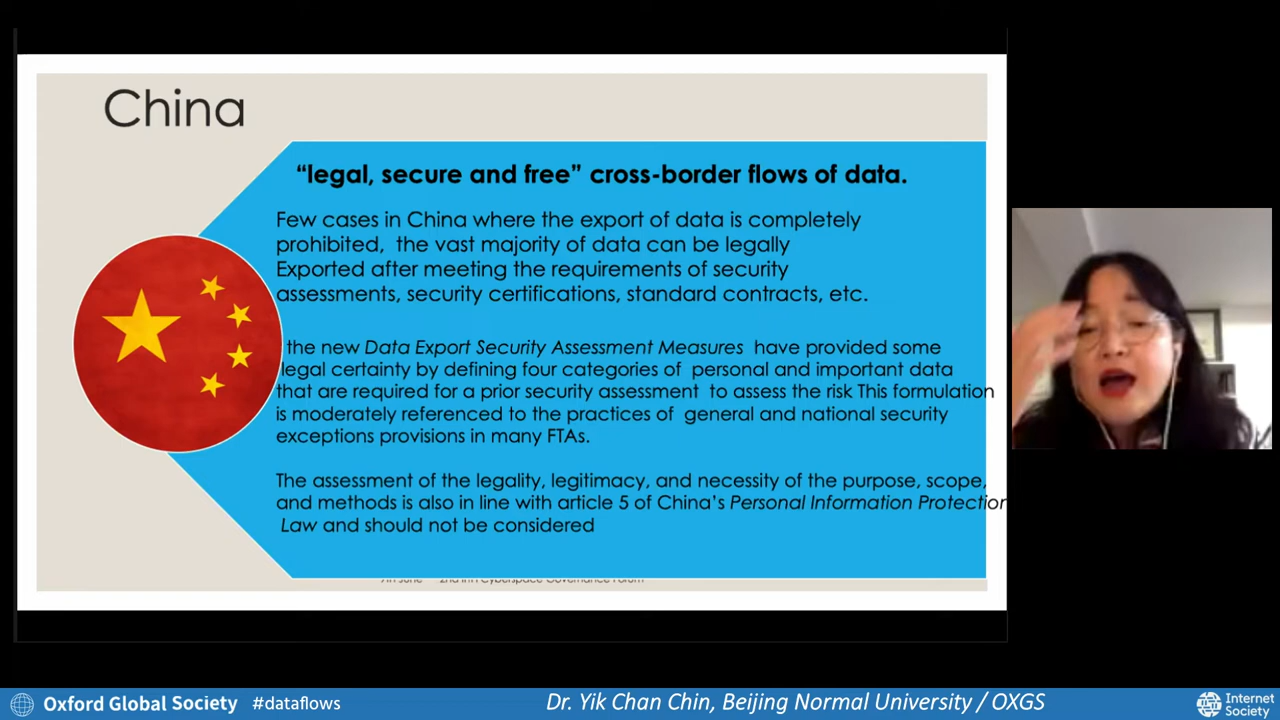 China
“legal, secure and free” cross-border flows of data.
Few cases in China where the export of data is completely
prohibited, the vast majority of data can be legally
Exported after meeting the requirements of security
assessments, security certifications, standard contracts, etc.
the new Data Export Security Assessment Measures have provided some
legal certainty by defining four categories of personal and important data
that are required for a prior security assessment to assess the risk This formulation
is moderately referenced to the practices of general and national security
exceptions provisions in many FTAs.
The assessment of the legality, legitimacy, and necessity of the purpose, scope,
and methods is also in line with article 5 of China’s Personal Information Protection
Law and should not be considered
2nd Int'l Cyberspace Governance Forum
Oxford Global Society #dataflows
Dr. Yik Chan Chin, Beijing Normal University / OXGS
Internet
Society